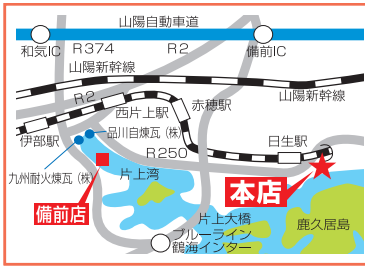 山陽自動車道
和気IC
R374
R2
備前IC
山陽新幹線
山陽新幹線
R2
西片上駅
赤穂駅
伊部駅
品川白煉瓦(株)
日生駅
R250
九州耐火煉瓦(株)
片上湾
本店
備前店
片上大橋
鹿久居島
ブルーライン
鶴海インター